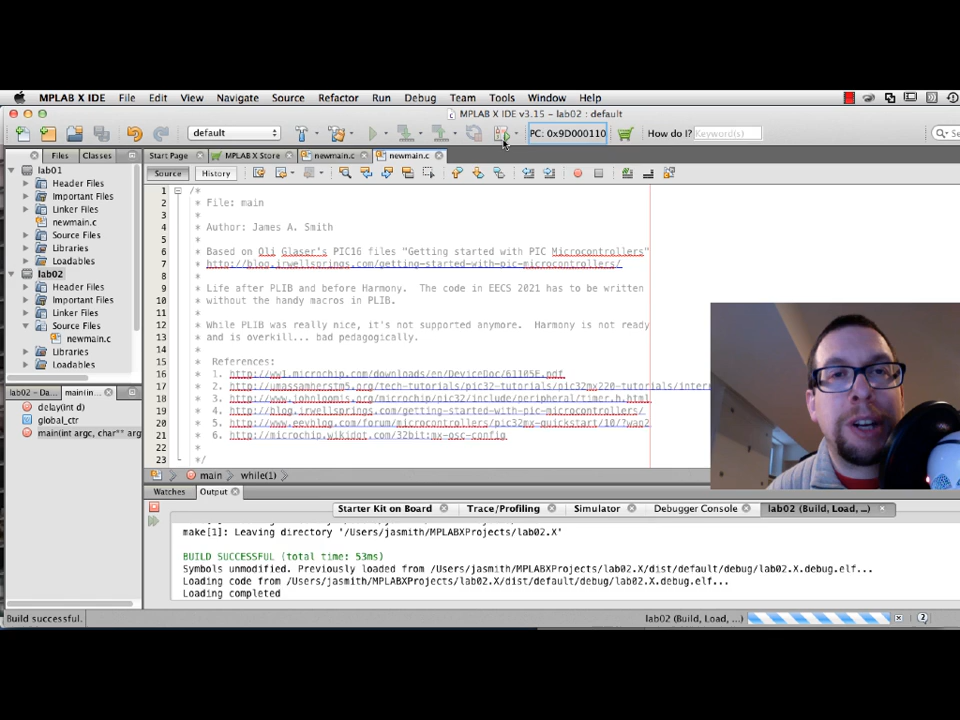 MPLAB X IDE File Edit View Navigate Source Refactor Run Debug Team Tools Window Help
MPLAB X IDE v3.15 - lab02 : default
default PC: 0x9D000110 How do I? Keyword(s)
Files Classes Start Page MPLAB X Store newmain.c newmain.c
Source History
lab01
Header Files
Important Files
Linker Files
newmain.c
Source Files
Libraries
Loadables
lab02
Header Files
Important Files
Linker Files
Source Files
newmain.c
Libraries
Loadables
1 /*
2 * File: main
3 *
4 * Author: James A. Smith
5 *
6 * Based on Oli Glaser's PIC16 files "Getting started with PIC Microcontrollers"
7 * http://blog.irwellsprings.com/getting-started-with-pic-microcontrollers/
8 *
9 * Life after PLIB and before Harmony. The code in EECS 2021 has to be written
10 * without the handy macros in PLIB.
11 *
12 * While PLIB was really nice, it's not supported anymore. Harmony is not ready
13 * and is overkill... bad pedagogically.
14 *
15 * References:
16 * 1. http://ww1.microchip.com/downloads/en/DeviceDoc/61105E.pdf
17 * 2. http://umassamherstm5.org/tech-tutorials/pic32-tutorials/pic32mx220-tutorials/inter
18 * 3. http://www.johnloomis.org/microchip/pic32/include/peripheral/timer.h.html
19 * 4. http://blog.irwellsprings.com/getting-started-with-pic-microcontrollers/
20 * 5. http://www.eevblog.com/forum/microcontrollers/pic32mx-quickstart/10/?wap2
21 * 6. http://microchip.wikidot.com/32bit:mx-osc-config
22 *
23 */
main while(1)
lab02 - Da... main(in...
delay(int d)
global_ctr
main(int argc, char** arg
Watches Output
Starter Kit on Board Trace/Profiling Simulator Debugger Console lab02 (Build, Load, ...)
make[1]: Leaving directory '/Users/jasmith/MPLABXProjects/lab02.X'
BUILD SUCCESSFUL (total time: 53ms)
Symbols unmodified. Previously loaded from /Users/jasmith/MPLABXProjects/lab02.X/dist/default/debug/lab02.X.debug.elf...
Loading code from /Users/jasmith/MPLABXProjects/lab02.X/dist/default/debug/lab02.X.debug.elf...
Loading completed
Build successful. lab02 (Build, Load, ...)